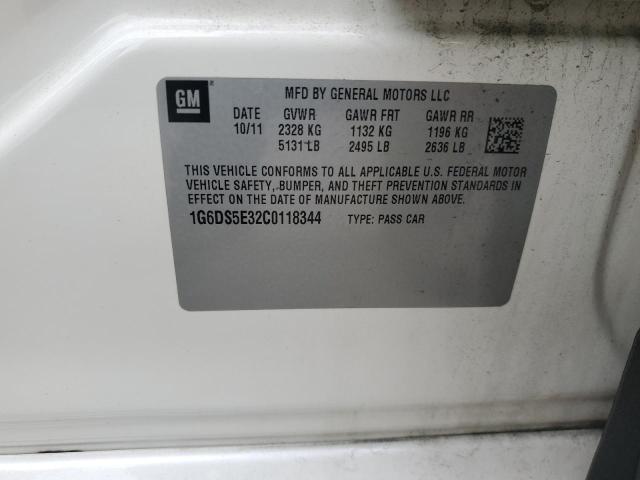 GM
MFD BY GENERAL MOTORS LLC
DATE GVWR GAWR FRT GAWR RR
10/11 2328 KG 1132 KG 1196 KG
5131 LB 2495 LB 2636 LB
THIS VEHICLE CONFORMS TO ALL APPLICABLE U.S. FEDERAL MOTOR
VEHICLE SAFETY, BUMPER, AND THEFT PREVENTION STANDARDS IN
EFFECT ON THE DATE OF MANUFACTURE SHOWN ABOVE.
1G6DS5E32C0118344 TYPE: PASS CAR